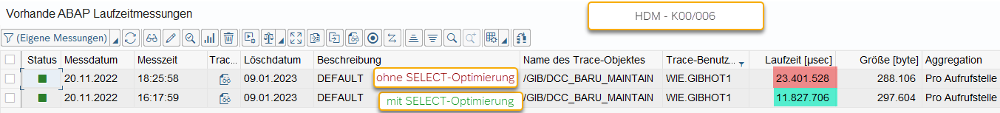 Vorhande ABAP Laufzeitmessungen
HDM - K00/006
(Eigene Messungen)
Status Messdatum Messzeit Trac... Löschdatum Beschreibung Name des Trace-Objektes Trace-Benutz... Laufzeit [µsec] Größe [byte] Aggregation
20.11.2022 18:25:58 09.01.2023 DEFAULT ohne SELECT-Optimierung /GIB/DCC_BARU_MAINTAIN WIE.GIBHOT1 23.401.528 288.106 Pro Aufrufstelle
20.11.2022 16:17:59 09.01.2023 DEFAULT mit SELECT-Optimierung /GIB/DCC_BARU_MAINTAIN WIE.GIBHOT1 11.827.706 297.604 Pro Aufrufstelle